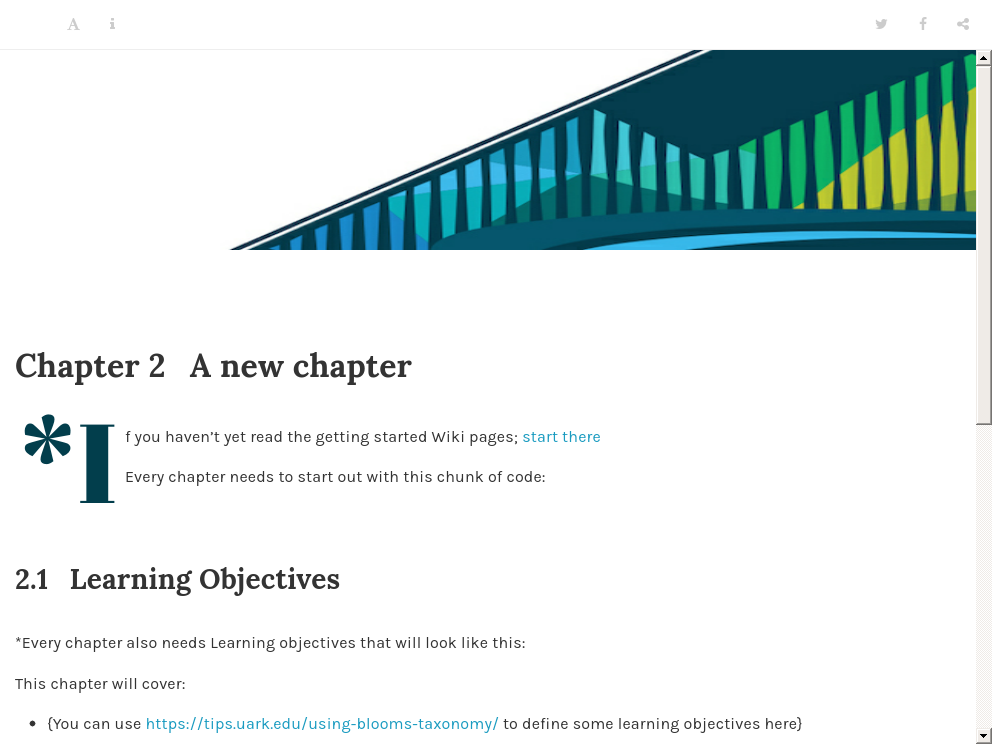 Chapter 2 A new chapter
*If you haven’t yet read the getting started Wiki pages; start there
Every chapter needs to start out with this chunk of code:
2.1 Learning Objectives
*Every chapter also needs Learning objectives that will look like this:
This chapter will cover:
• {You can use https://tips.uark.edu/using-blooms-taxonomy/ to define some learning objectives here}